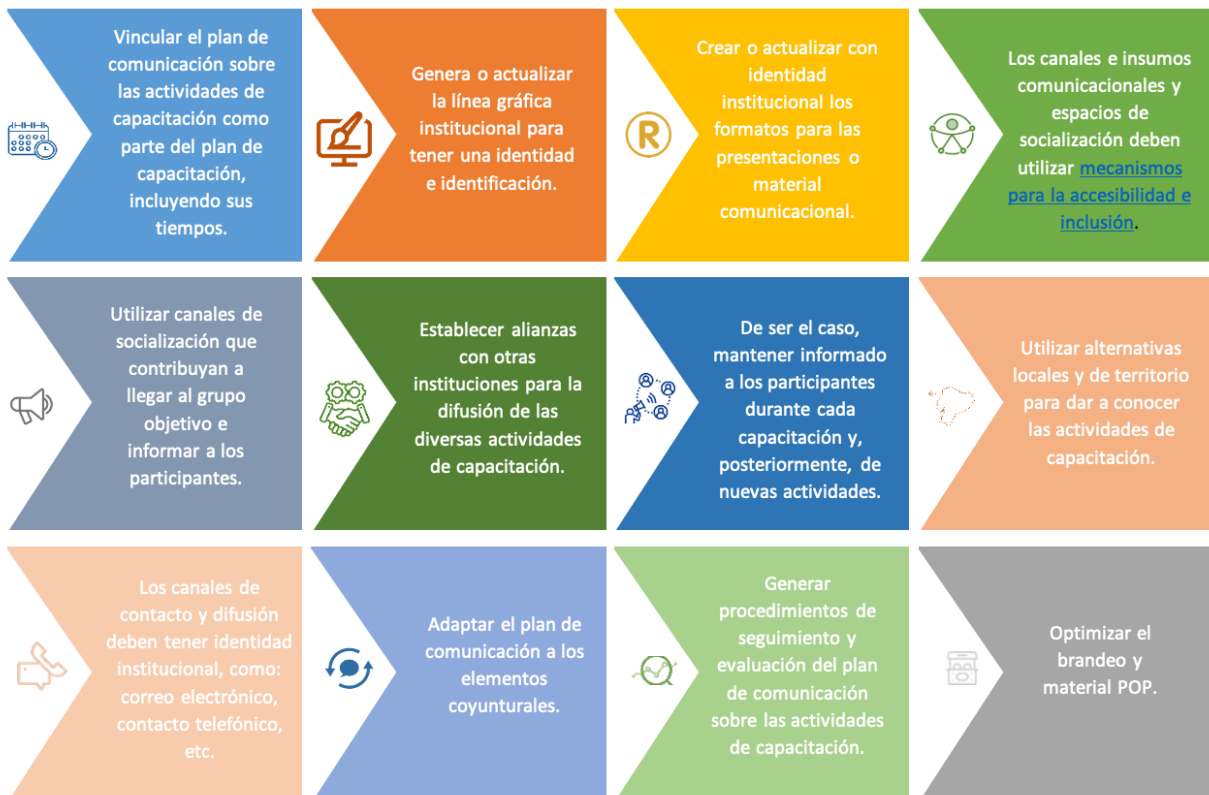 Vincular el plan de
comunicación sobre
las actividades de
capacitación como
parte del plan de
capacitación,
incluyendo sus
tiempos.
Genera o actualizar
la línea gráfica
institucional para
tener una identidad
e identificación.
R
Crear o actualizar con
identidad
institucional los
formatos para las
presentaciones o
material
comunicacional.
Los canales e insumos
comunicacionales y
espacios de
socialización deben
utilizar mecanismos
para la accesibilidad e
inclusión.
Utilizar canales de
socialización que
contribuyan a
llegar al grupo
objetivo e
informar a los
participantes.
Establecer alianzas
con otras
instituciones para la
difusión de las
diversas actividades
de capacitación.
De ser el caso,
mantener informado
a los participantes
durante cada
capacitación y,
posteriormente, de
nuevas actividades.
Utilizar alternativas
locales y de territorio
para dar a conocer
las actividades de
capacitación.
Los canales de
contacto y difusión
deben tener identidad
institucional, como:
correo electrónico,
contacto telefónico,
etc.
Adaptar el plan de
comunicación a los
elementos
coyunturales.
Generar
procedimientos de
seguimiento y
evaluación del plan
de comunicación
sobre las actividades
de capacitación.
Optimizar el
brandeo y
material POP.